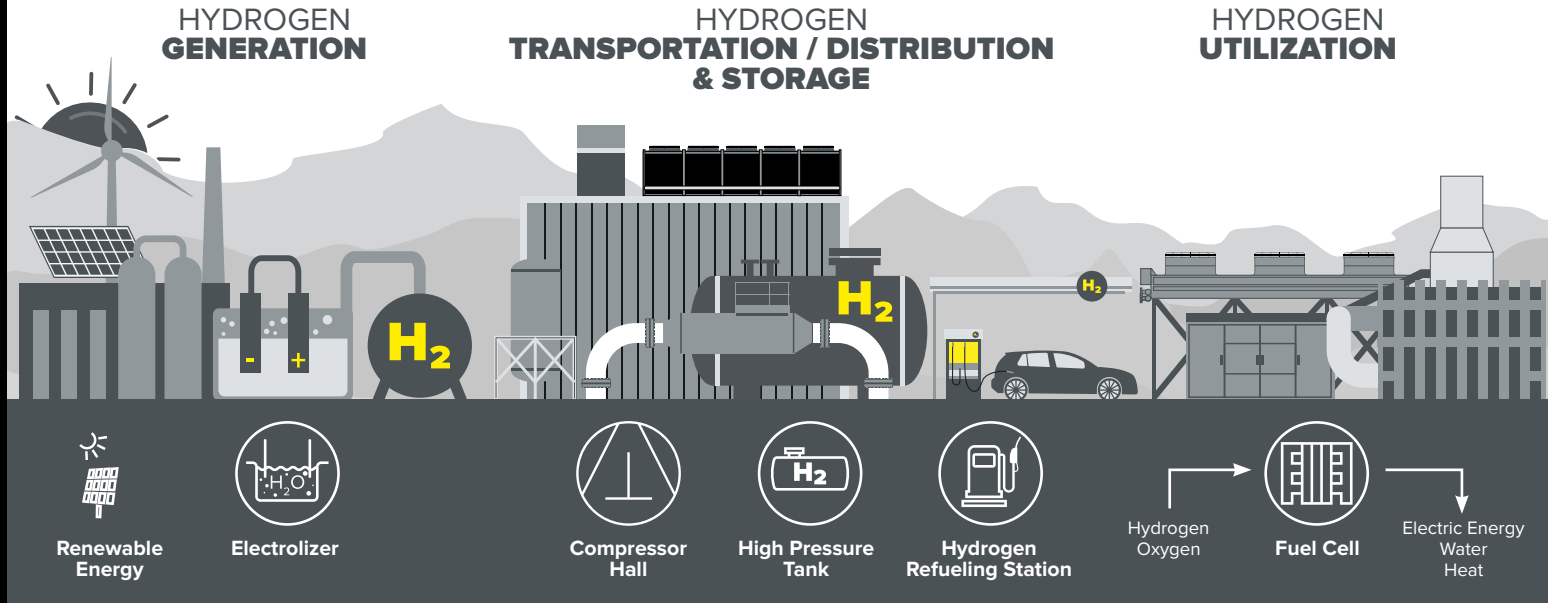 HYDROGEN
GENERATION
HYDROGEN
TRANSPORTATION / DISTRIBUTION
& STORAGE
HYDROGEN
UTILIZATION
- +
H₂
H₂
H₂
H₂O
Renewable
Energy
Electrolizer
Compressor
Hall
H₂
High Pressure
Tank
Hydrogen
Refueling Station
Hydrogen
Oxygen
Fuel Cell
Electric Energy
Water
Heat